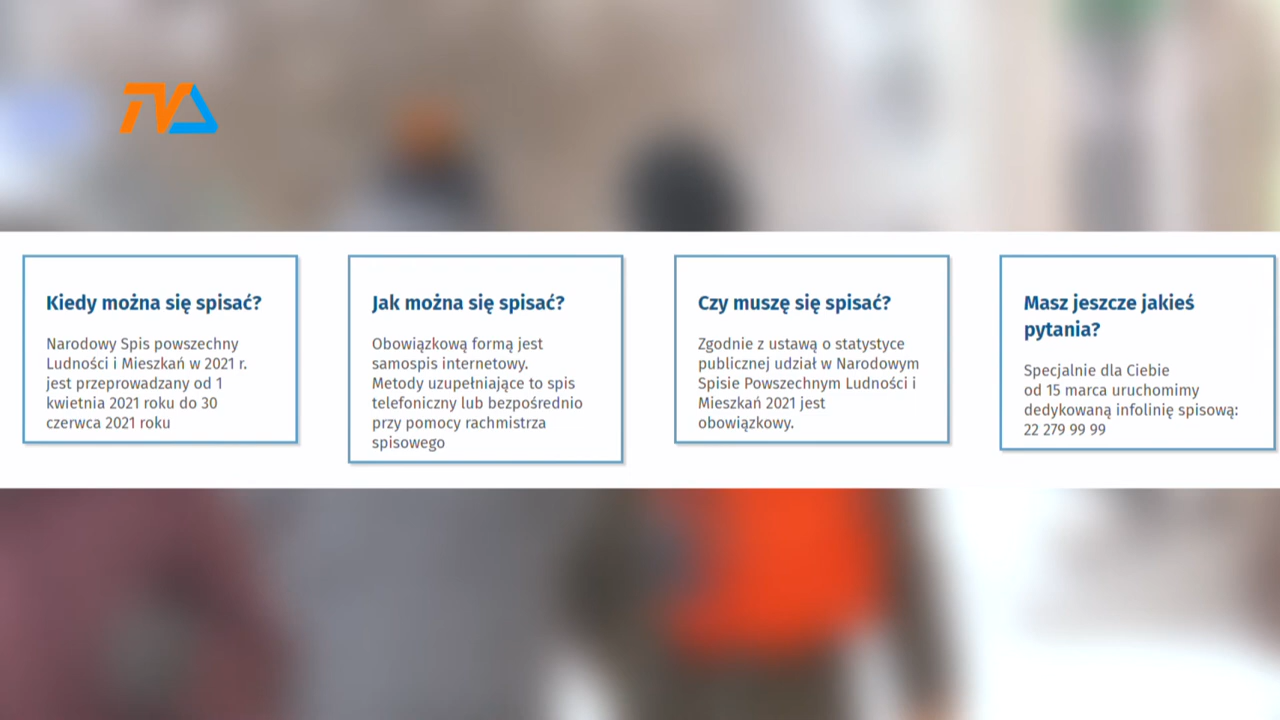 TVA
Kiedy można się spisać?
Narodowy Spis powszechny
Ludności i Mieszkań w 2021 r.
jest przeprowadzany od 1
kwietnia 2021 roku do 30
czerwca 2021 roku
Jak można się spisać?
Obowiązkową formą jest
samospis internetowy.
Metody uzupełniające to spis
telefoniczny lub bezpośrednio
przy pomocy rachmistrza
spisowego
Czy muszę się spisać?
Zgodnie z ustawą o statystyce
publicznej udział w Narodowym
Spisie Powszechnym Ludności i
Mieszkań 2021 jest
obowiązkowy.
Masz jeszcze jakieś
pytania?
Specjalnie dla Ciebie
od 15 marca uruchomimy
dedykowaną infolinię spisową:
22 279 99 99